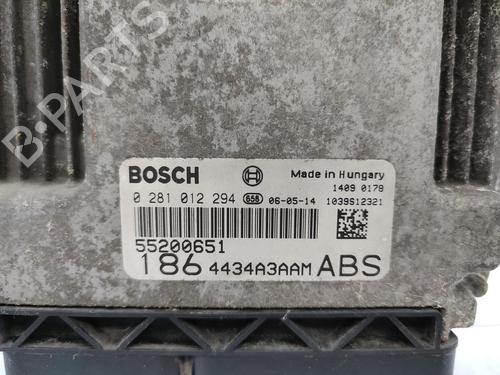 B-PARTS
BOSCH
Made in Hungary
1409 0178
0 281 012 294 658 06-05-14 1039S12321
55200651
186 4434A3AAM ABS